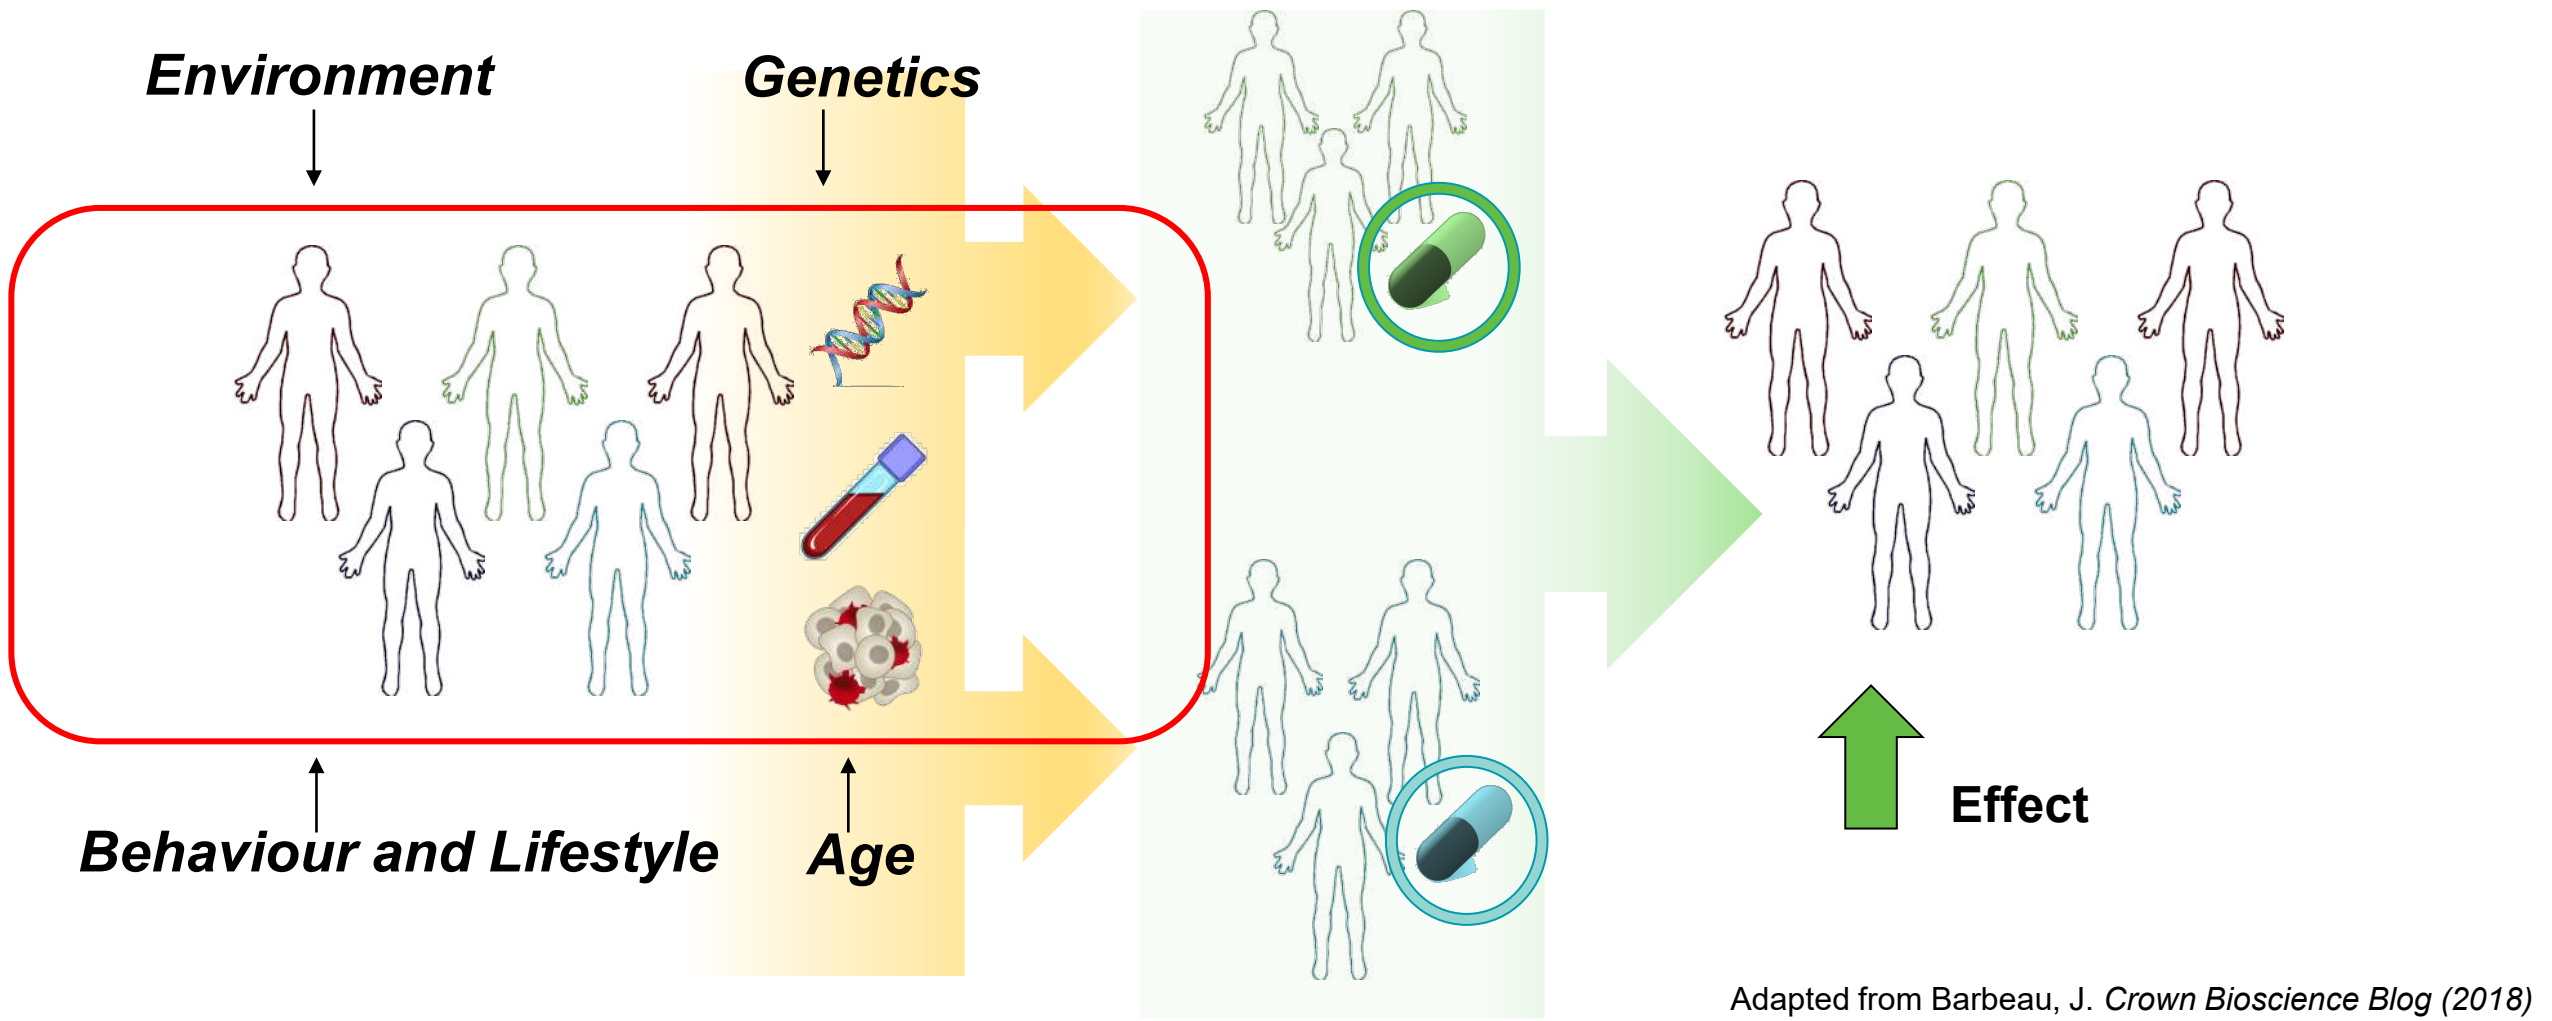 Environment
Genetics
Behaviour and Lifestyle
Age
Effect
Adapted from Barbeau, J. Crown Bioscience Blog (2018)